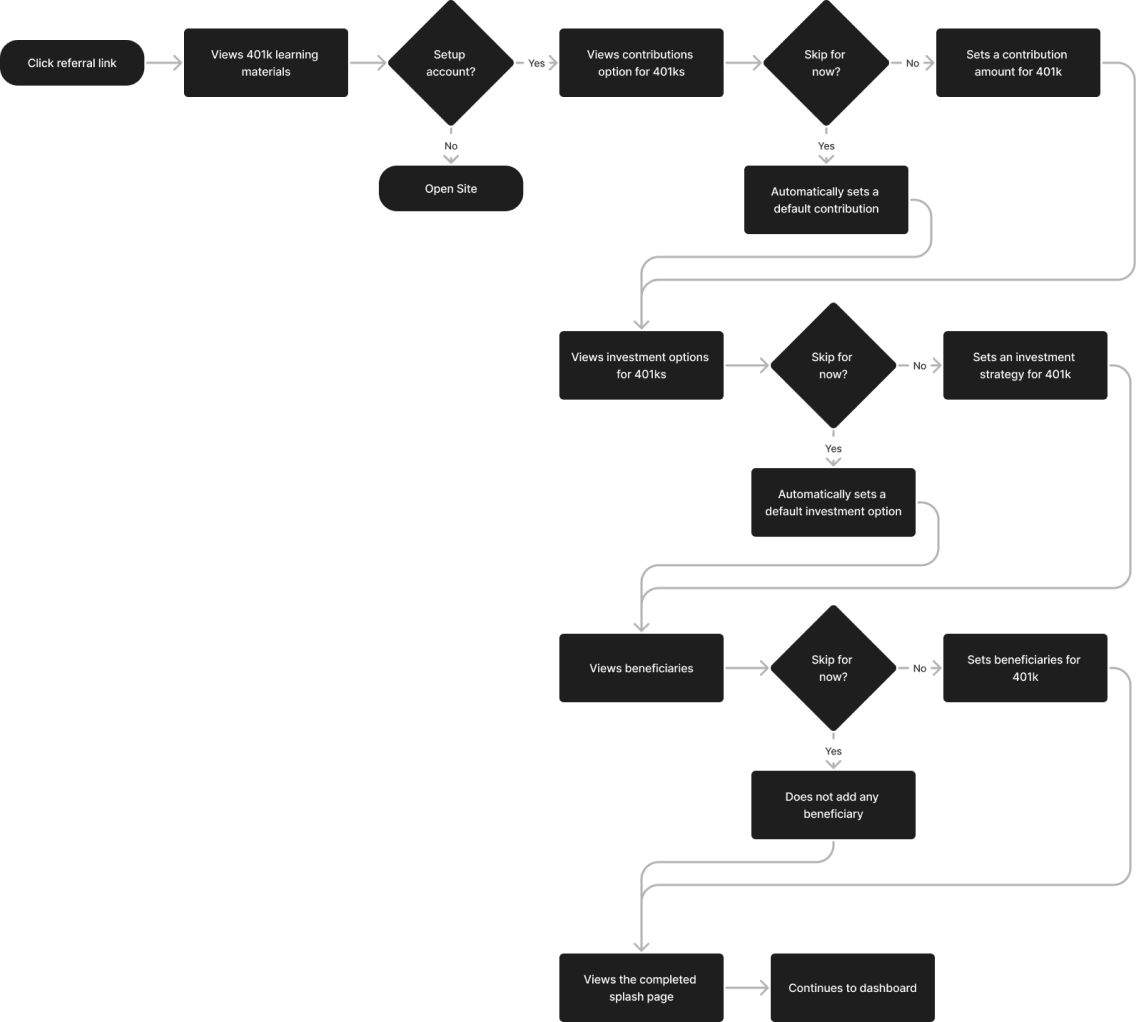 Click referral link
Views 401k learning
materials
Setup
account?
Yes
Views contributions
option for 401ks
Skip for
now?
No
Sets a contribution
amount for 401k
No
Open Site
Yes
Automatically sets a
default contribution
Views investment options
for 401ks
Skip for
now?
No
Sets an investment
strategy for 401k
Yes
Automatically sets a
default investment option
Views beneficiaries
Skip for
now?
No
Sets beneficiaries for
401k
Yes
Does not add any
beneficiary
Views the completed
splash page
Continues to dashboard